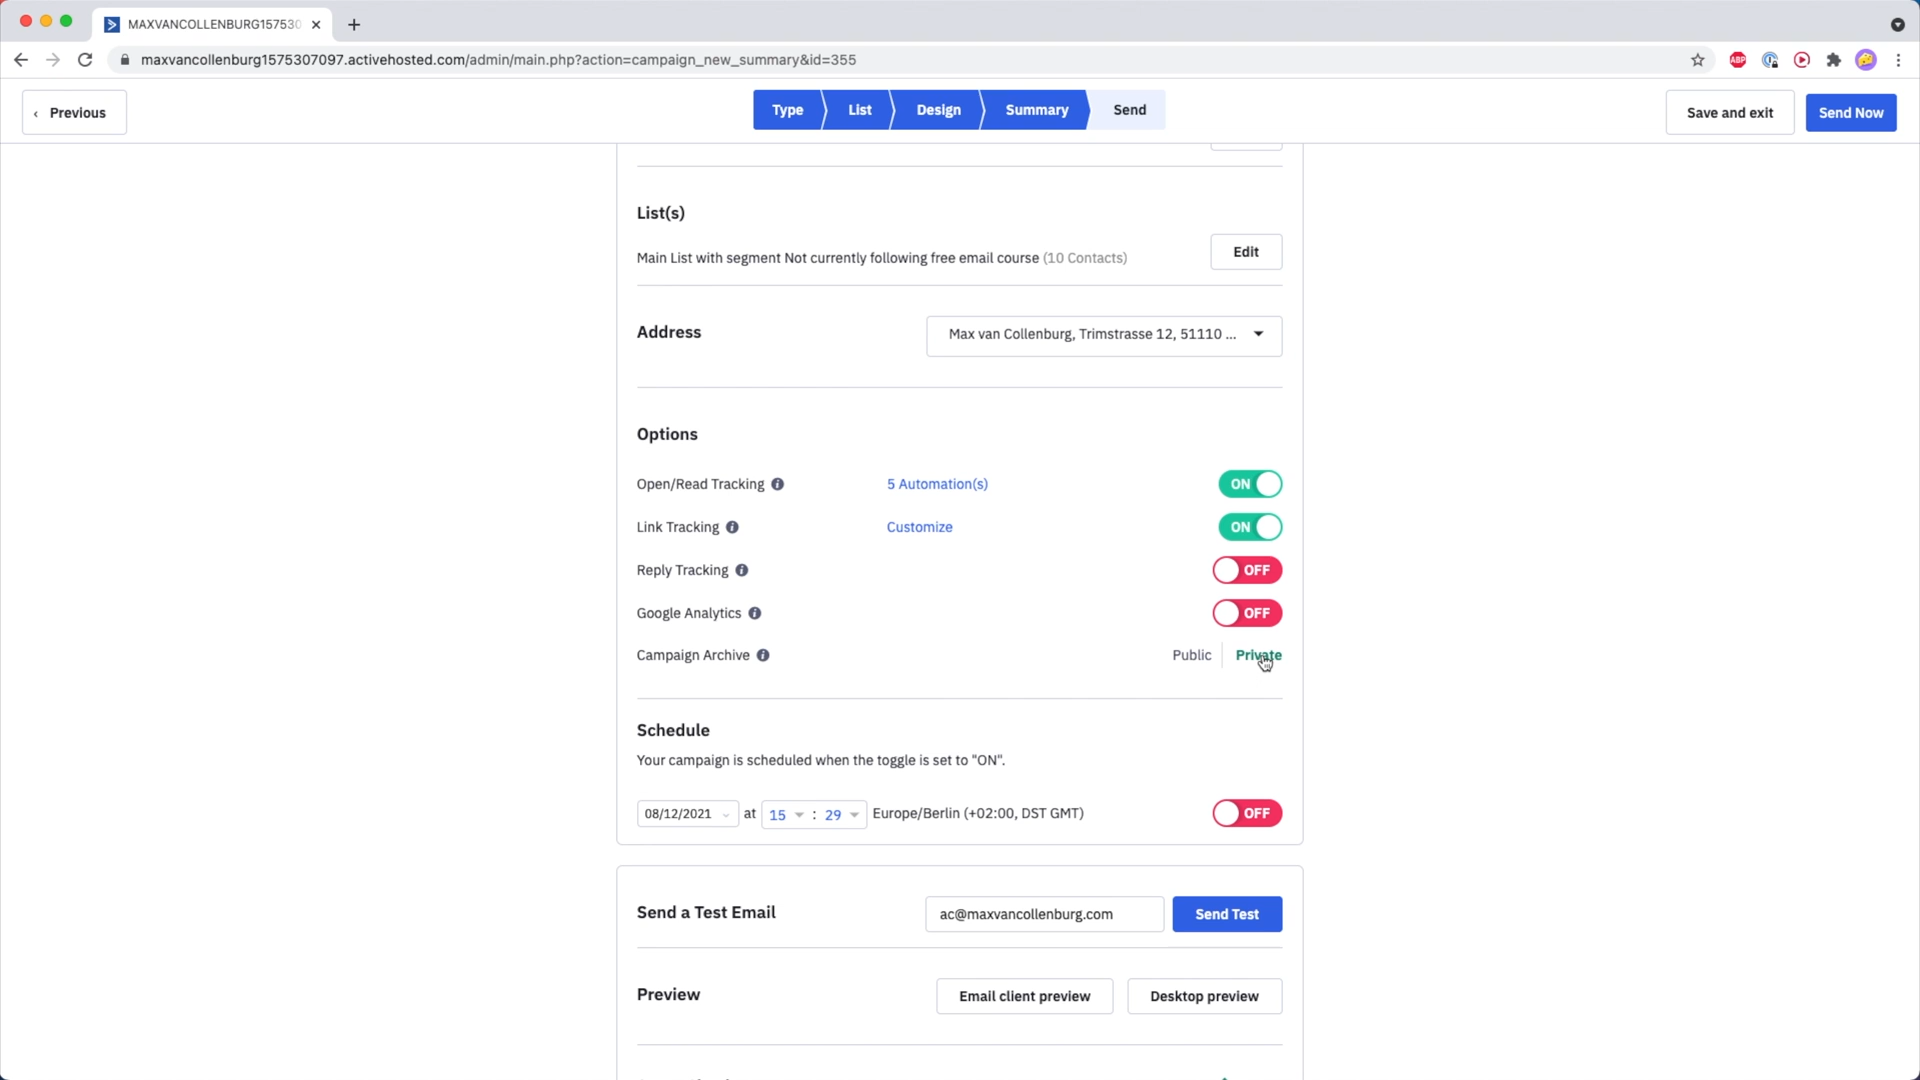 MAXVANCOLLENBURG157530
maxvancollenburg1575307097.activehosted.com/admin/main.php?action=campaign_new_summary&id=355
ABP
Previous
Type
List
Design
Summary
Send
Save and exit
Send Now
List(s)
Main List with segment Not currently following free email course (10 Contacts)
Edit
Address
Max van Collenburg, Trimstrasse 12, 51110 ...
Options
Open/Read Tracking
5 Automation(s)
ON
Link Tracking
Customize
ON
Reply Tracking
OFF
Google Analytics
OFF
Campaign Archive
Public
Private
Schedule
Your campaign is scheduled when the toggle is set to "ON".
08/12/2021 at 15 : 29 Europe/Berlin (+02:00, DST GMT)
OFF
Send a Test Email
ac@maxvancollenburg.com
Send Test
Preview
Email client preview
Desktop preview